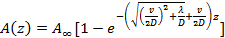 A(z) = A∞ [1 − e^{−(√((v/2D)² + λ/D) + v/2D) z}]